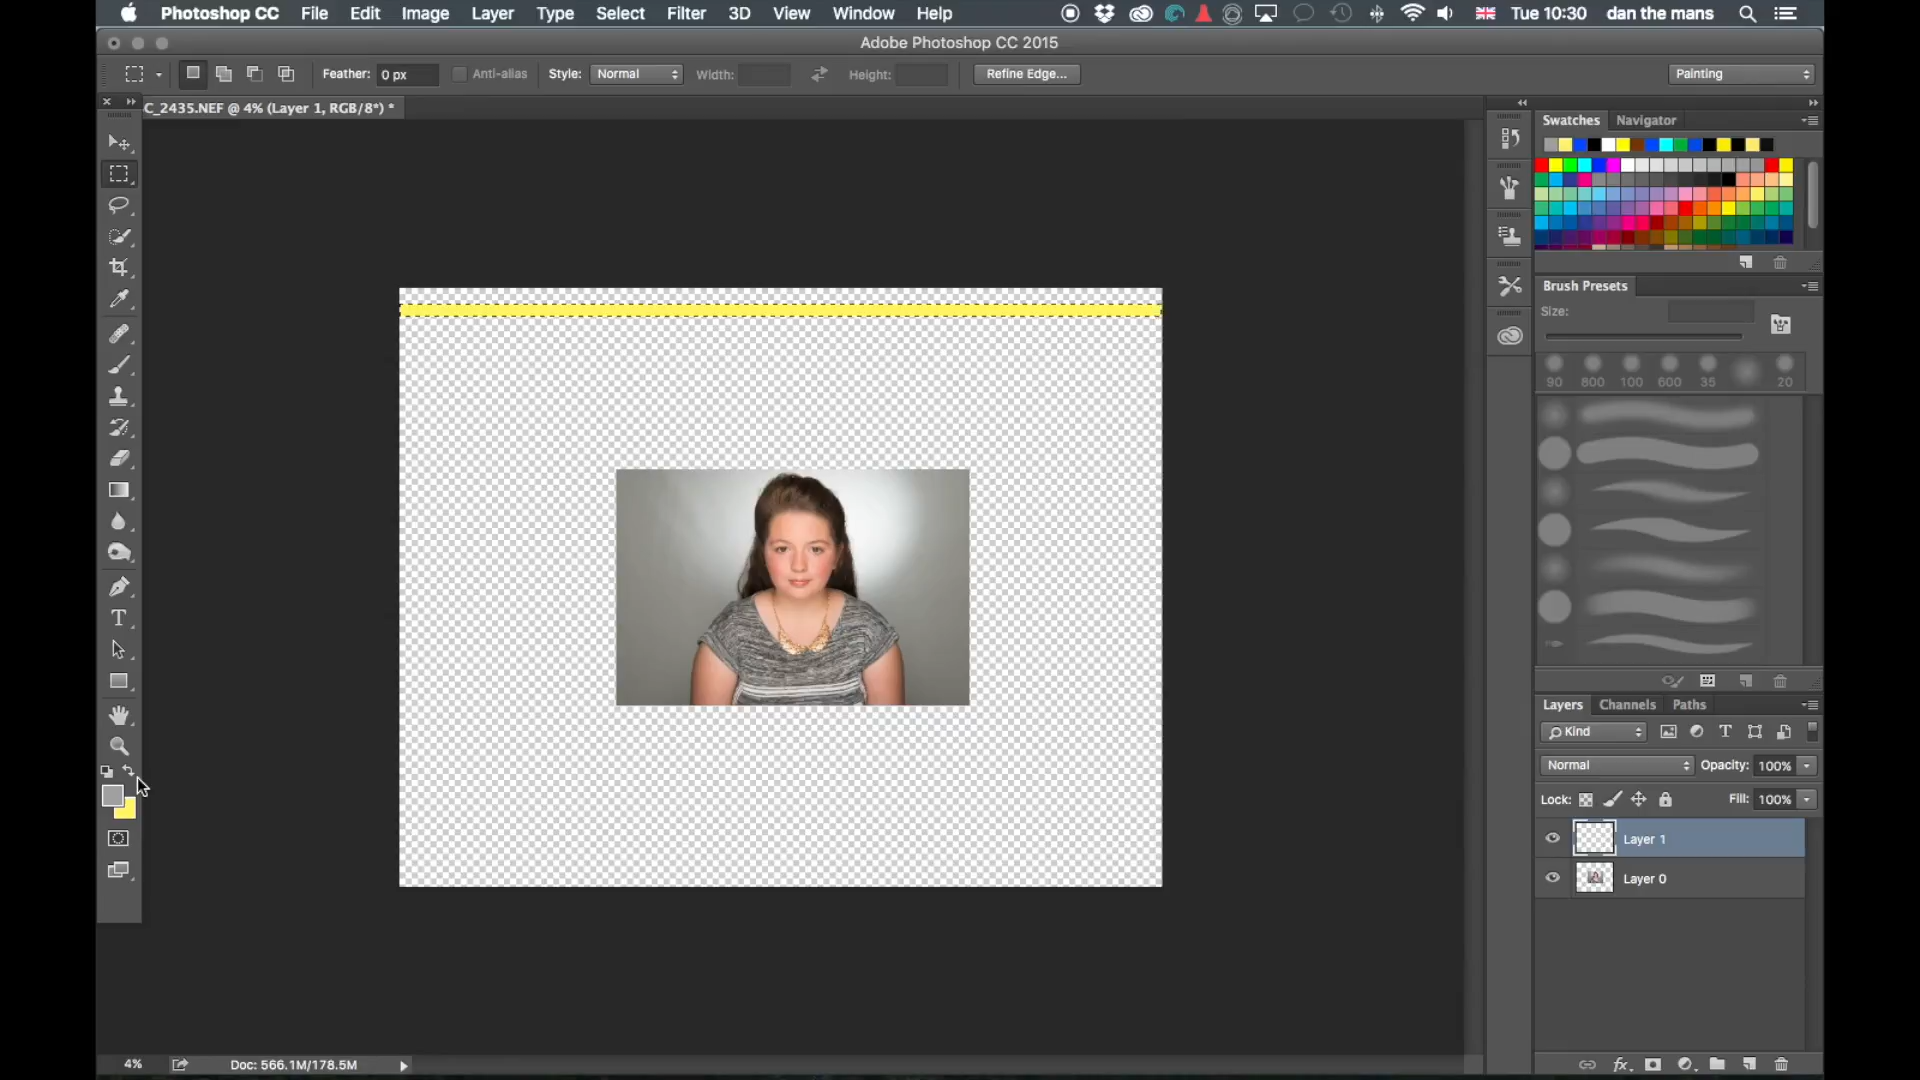 Photoshop CC File Edit Image Layer Type Select Filter 3D View Window Help Tue 10:30 dan the mans
Adobe Photoshop CC 2015
Feather: 0 px Anti-alias Style: Normal Width: Height: Refine Edge... Painting
C_2435.NEF @ 4% (Layer 1, RGB/8*) *
Swatches Navigator
Brush Presets
Size:
90 800 100 600 35 20
T
Layers Channels Paths
Kind T
Normal Opacity: 100%
Lock: Fill: 100%
Layer 1
Layer 0
4% Doc: 566.1M/178.5M fx